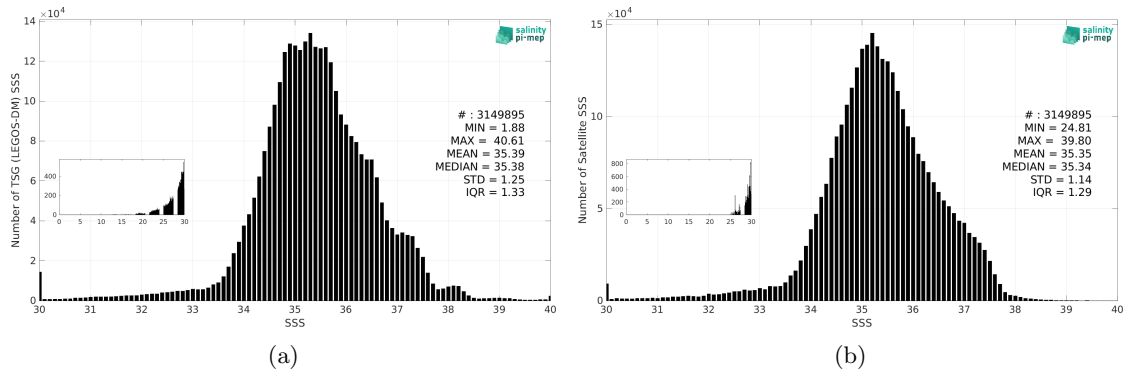 ×10^4
14
12
10
8
6
4
2
0
Number of TSG (LEGOS-DM) SSS
salinity
pi-mep
# : 3149895
MIN = 1.88
MAX = 40.61
MEAN = 35.39
MEDIAN = 35.38
STD = 1.25
IQR = 1.33
400
200
0
0 5 10 15 20 25 30
30 31 32 33 34 35 36 37 38 39 40
SSS
(a)
×10^4
15
10
5
0
Number of Satellite SSS
salinity
pi-mep
# : 3149895
MIN = 24.81
MAX = 39.80
MEAN = 35.35
MEDIAN = 35.34
STD = 1.14
IQR = 1.29
800
600
400
200
0
0 5 10 15 20 25 30
30 31 32 33 34 35 36 37 38 39 40
SSS
(b)